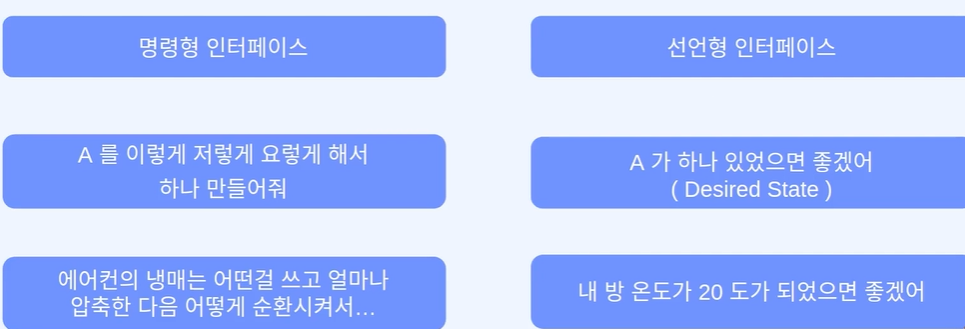 명령형 인터페이스
선언형 인터페이스
A 를 이렇게 저렇게 요렇게 해서
하나 만들어줘
A 가 하나 있었으면 좋겠어
( Desired State )
에어컨의 냉매는 어떤걸 쓰고 얼마나
압축한 다음 어떻게 순환시켜서…
내 방 온도가 20 도가 되었으면 좋겠어